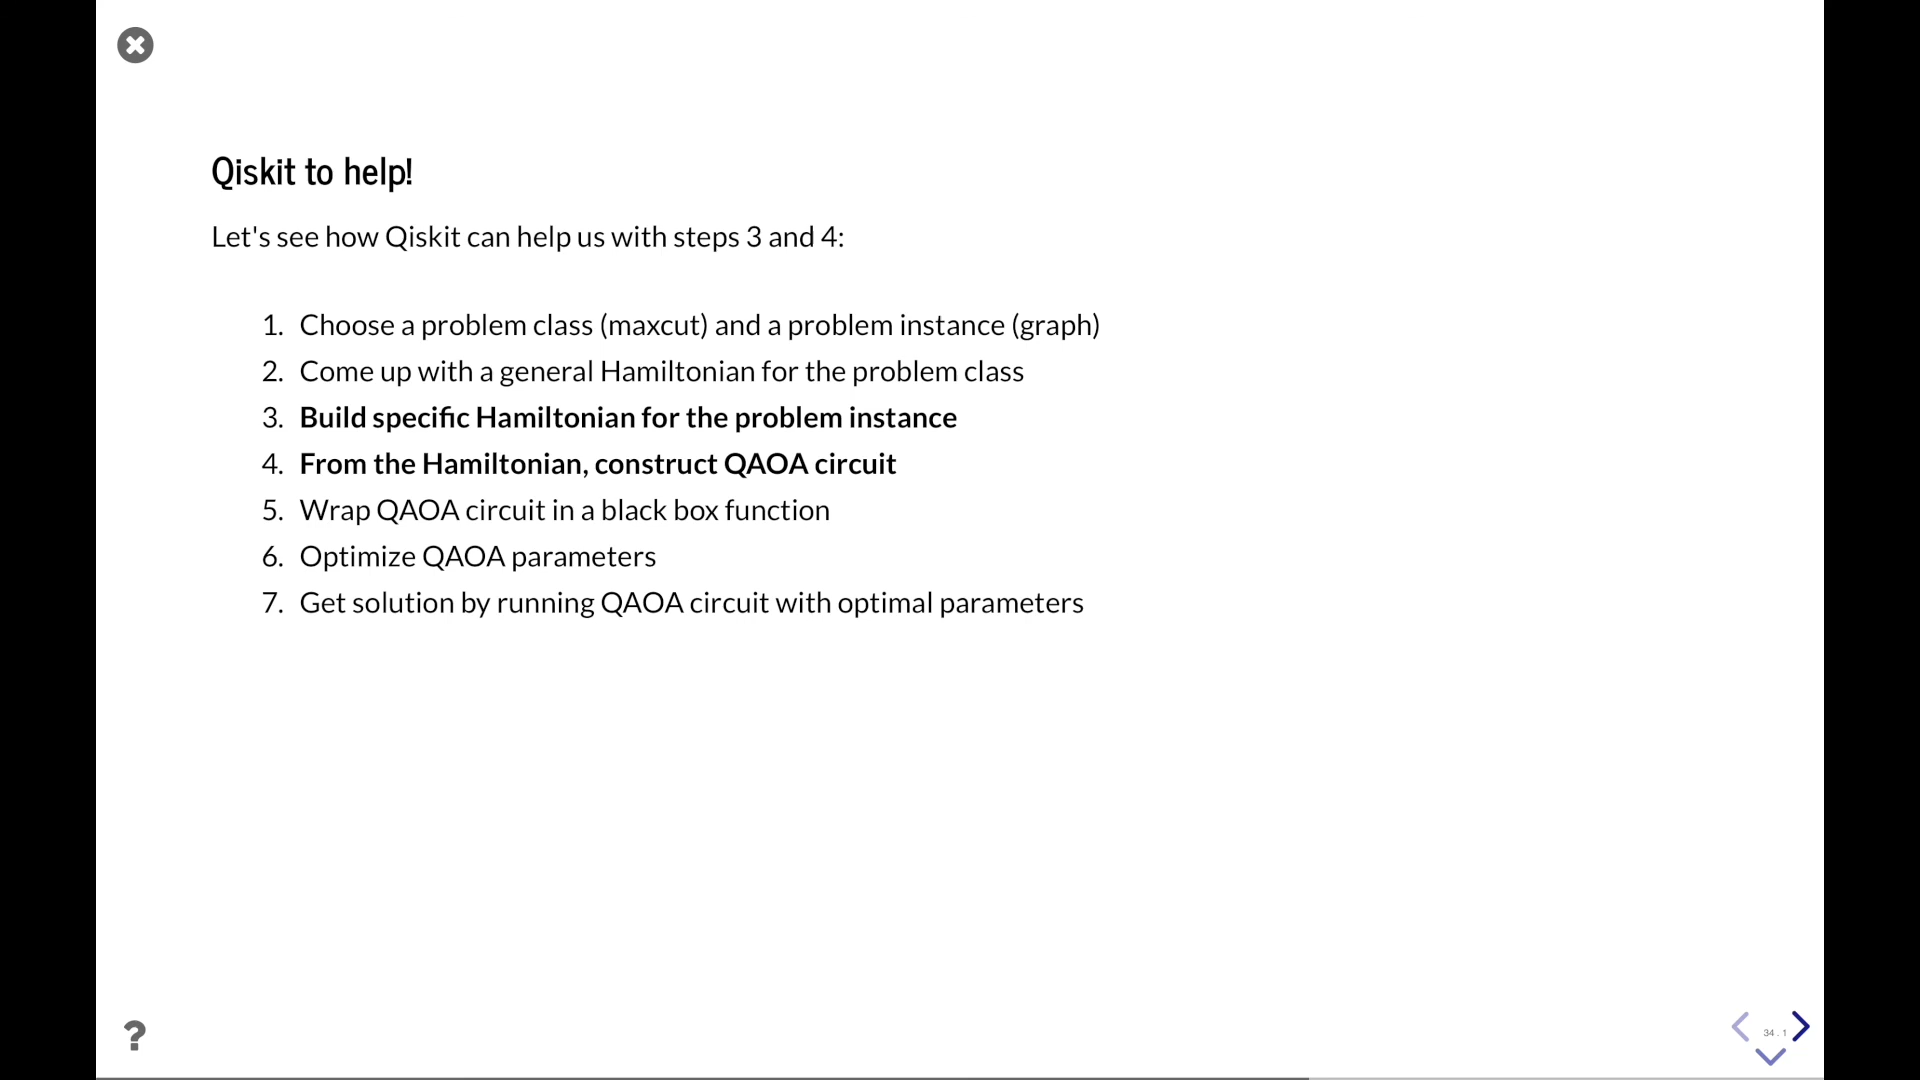 Qiskit to help!
Let's see how Qiskit can help us with steps 3 and 4:
1. Choose a problem class (maxcut) and a problem instance (graph)
2. Come up with a general Hamiltonian for the problem class
3. Build specific Hamiltonian for the problem instance
4. From the Hamiltonian, construct QAOA circuit
5. Wrap QAOA circuit in a black box function
6. Optimize QAOA parameters
7. Get solution by running QAOA circuit with optimal parameters
?
34 . 1